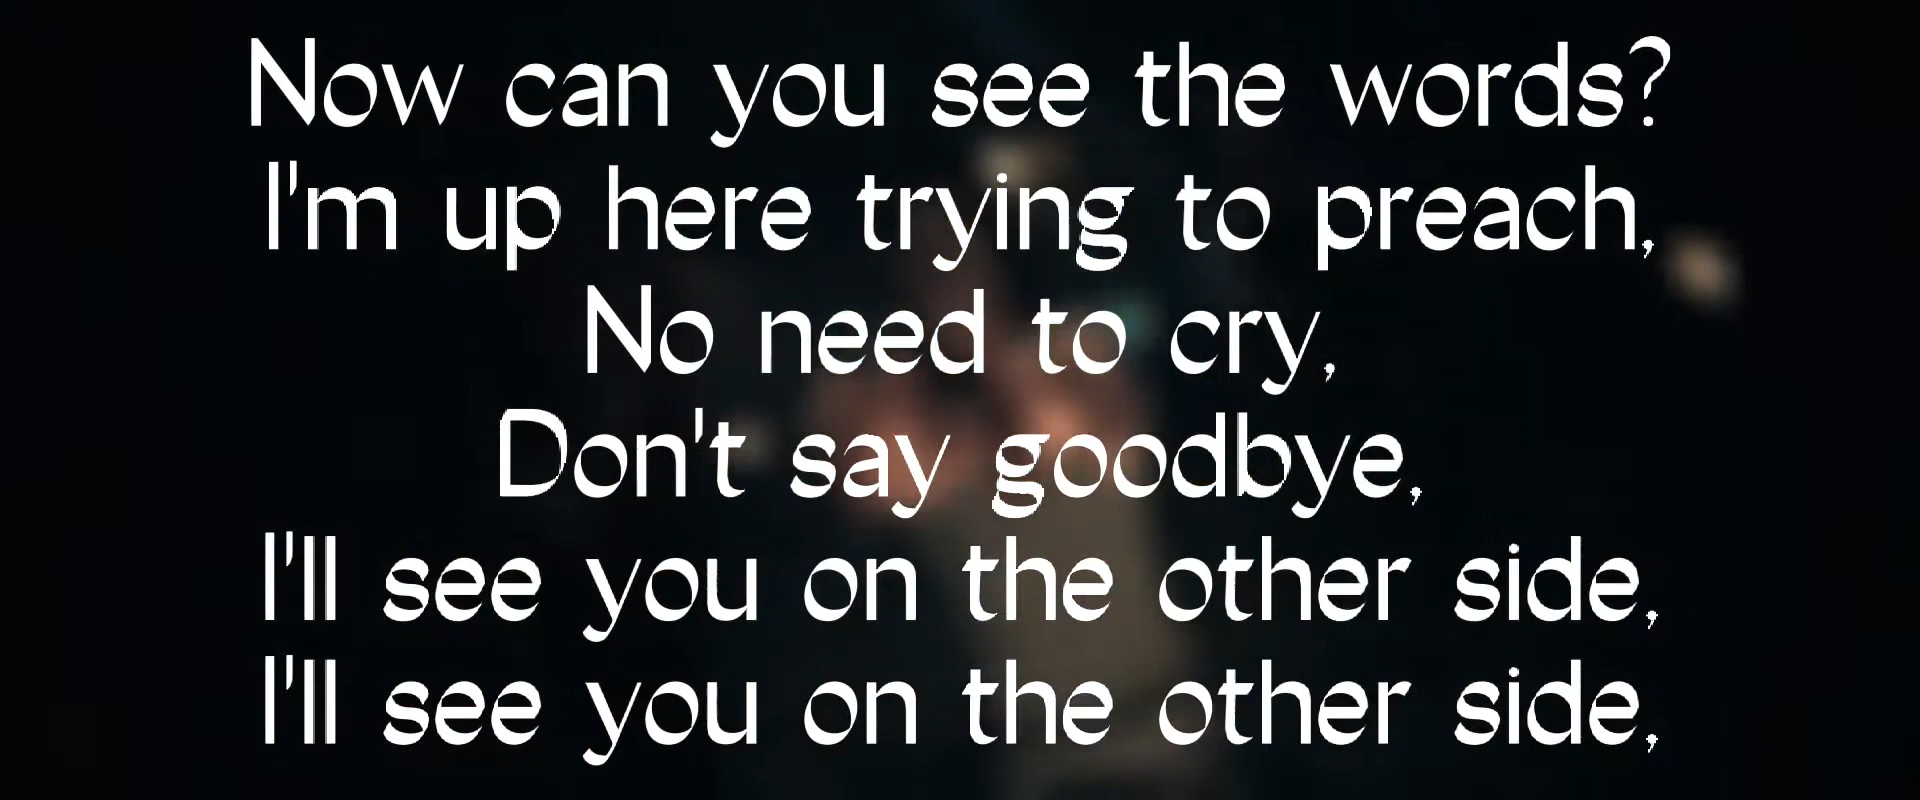 Now can you see the words?
I'm up here trying to preach,
No need to cry,
Don't say goodbye,
I'll see you on the other side,
I'll see you on the other side,